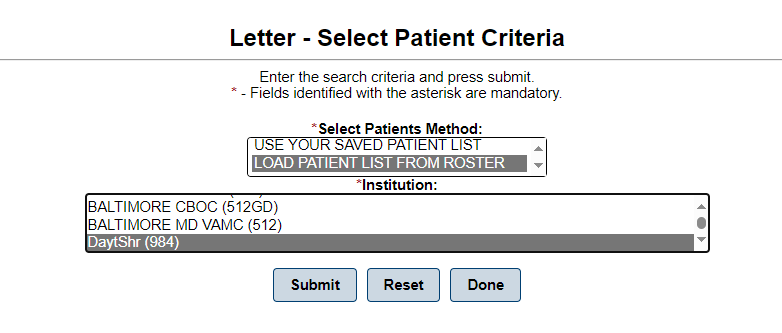 Letter - Select Patient Criteria
Enter the search criteria and press submit.
* - Fields identified with the asterisk are mandatory.
*Select Patients Method:
USE YOUR SAVED PATIENT LIST
LOAD PATIENT LIST FROM ROSTER
*Institution:
BALTIMORE CBOC (512GD)
BALTIMORE MD VAMC (512)
DaytShr (984)
Submit Reset Done